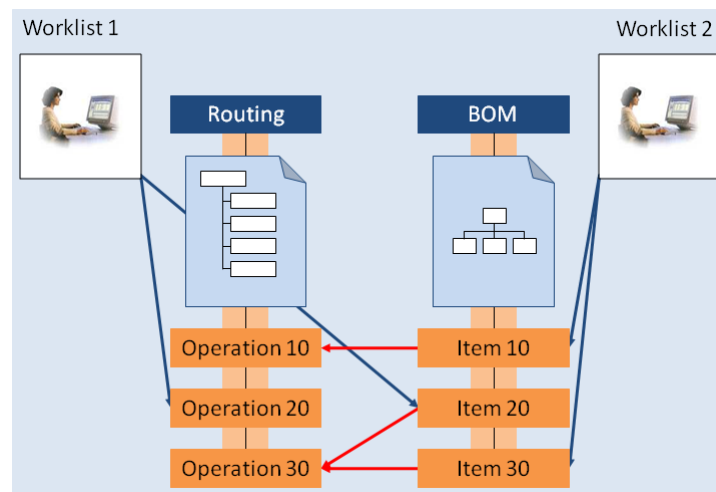 Worklist 1
Worklist 2
Routing
BOM
Operation 10
Item 10
Operation 20
Item 20
Operation 30
Item 30